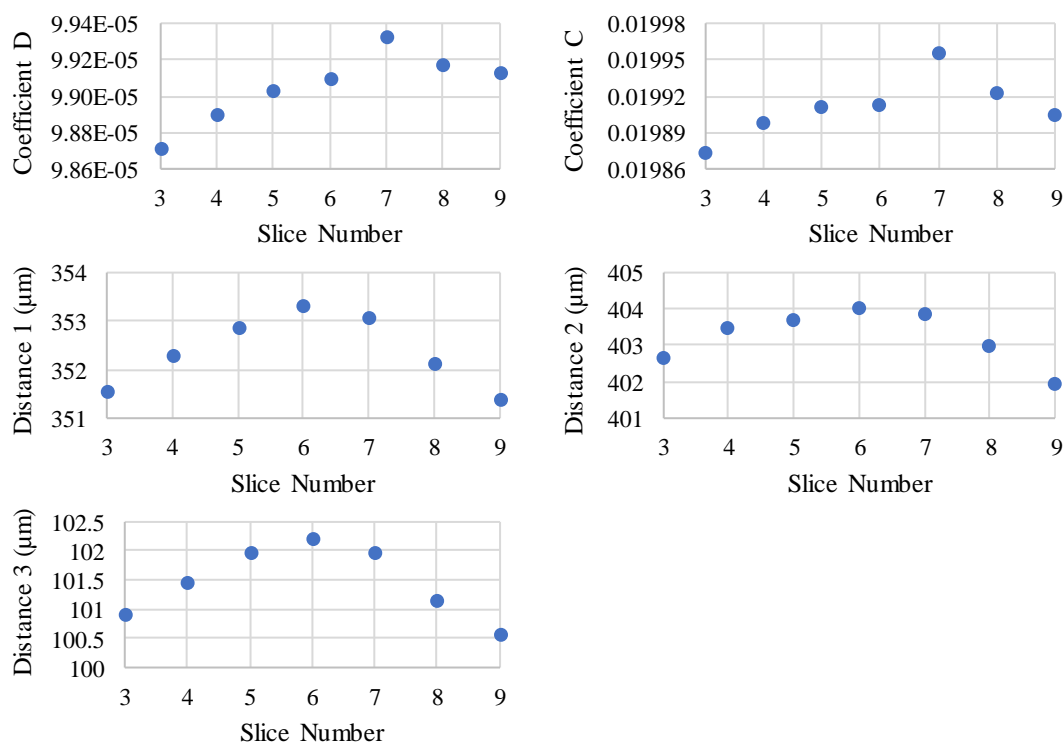 Coefficient D
9.94E-05
9.92E-05
9.90E-05
9.88E-05
9.86E-05
3 4 5 6 7 8 9
Slice Number
Coefficient C
0.01998
0.01995
0.01992
0.01989
0.01986
3 4 5 6 7 8 9
Slice Number
Distance 1 (μm)
354
353
352
351
3 4 5 6 7 8 9
Slice Number
Distance 2 (μm)
405
404
403
402
401
3 4 5 6 7 8 9
Slice Number
Distance 3 (μm)
102.5
102
101.5
101
100.5
100
3 4 5 6 7 8 9
Slice Number